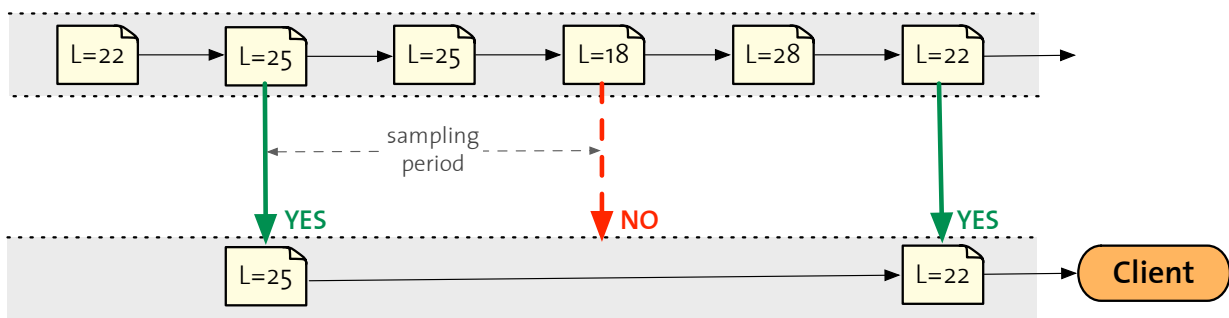 L=22
L=25
L=25
L=18
L=28
L=22
sampling
period
YES
NO
YES
L=25
L=22
Client